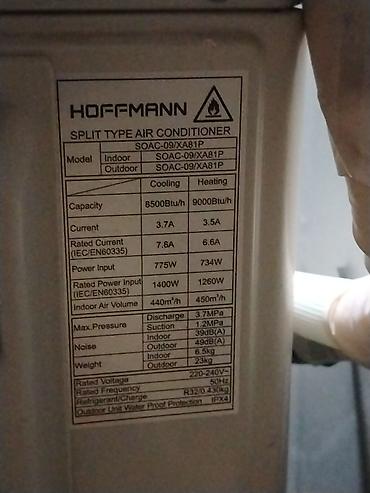 HOFFMANN
SPLIT TYPE AIR CONDITIONER
Model SOAC-09/XA81P
Indoor SOAC-09/XA81P
Outdoor SOAC-09/XA81P
Cooling Heating
Capacity 8500Btu/h 9000Btu/h
Current 3.7A 3.5A
Rated Current (IEC/EN60335) 7.8A 6.6A
Power Input 775W 734W
Rated Power Input (IEC/EN60335) 1400W 1260W
Indoor Air Volume 440m³/h 450m³/h
Max.Pressure Discharge 3.7MPa
Suction 1.2MPa
Noise Indoor 39dB(A)
Outdoor 49dB(A)
Weight Indoor 6.5kg
Outdoor 23kg
Rated Voltage 220-240V~
Rated Frequency 50Hz
Refrigerant/Charge R32/0.430kg
Outdoor Unit Water Proof Protection IPX4